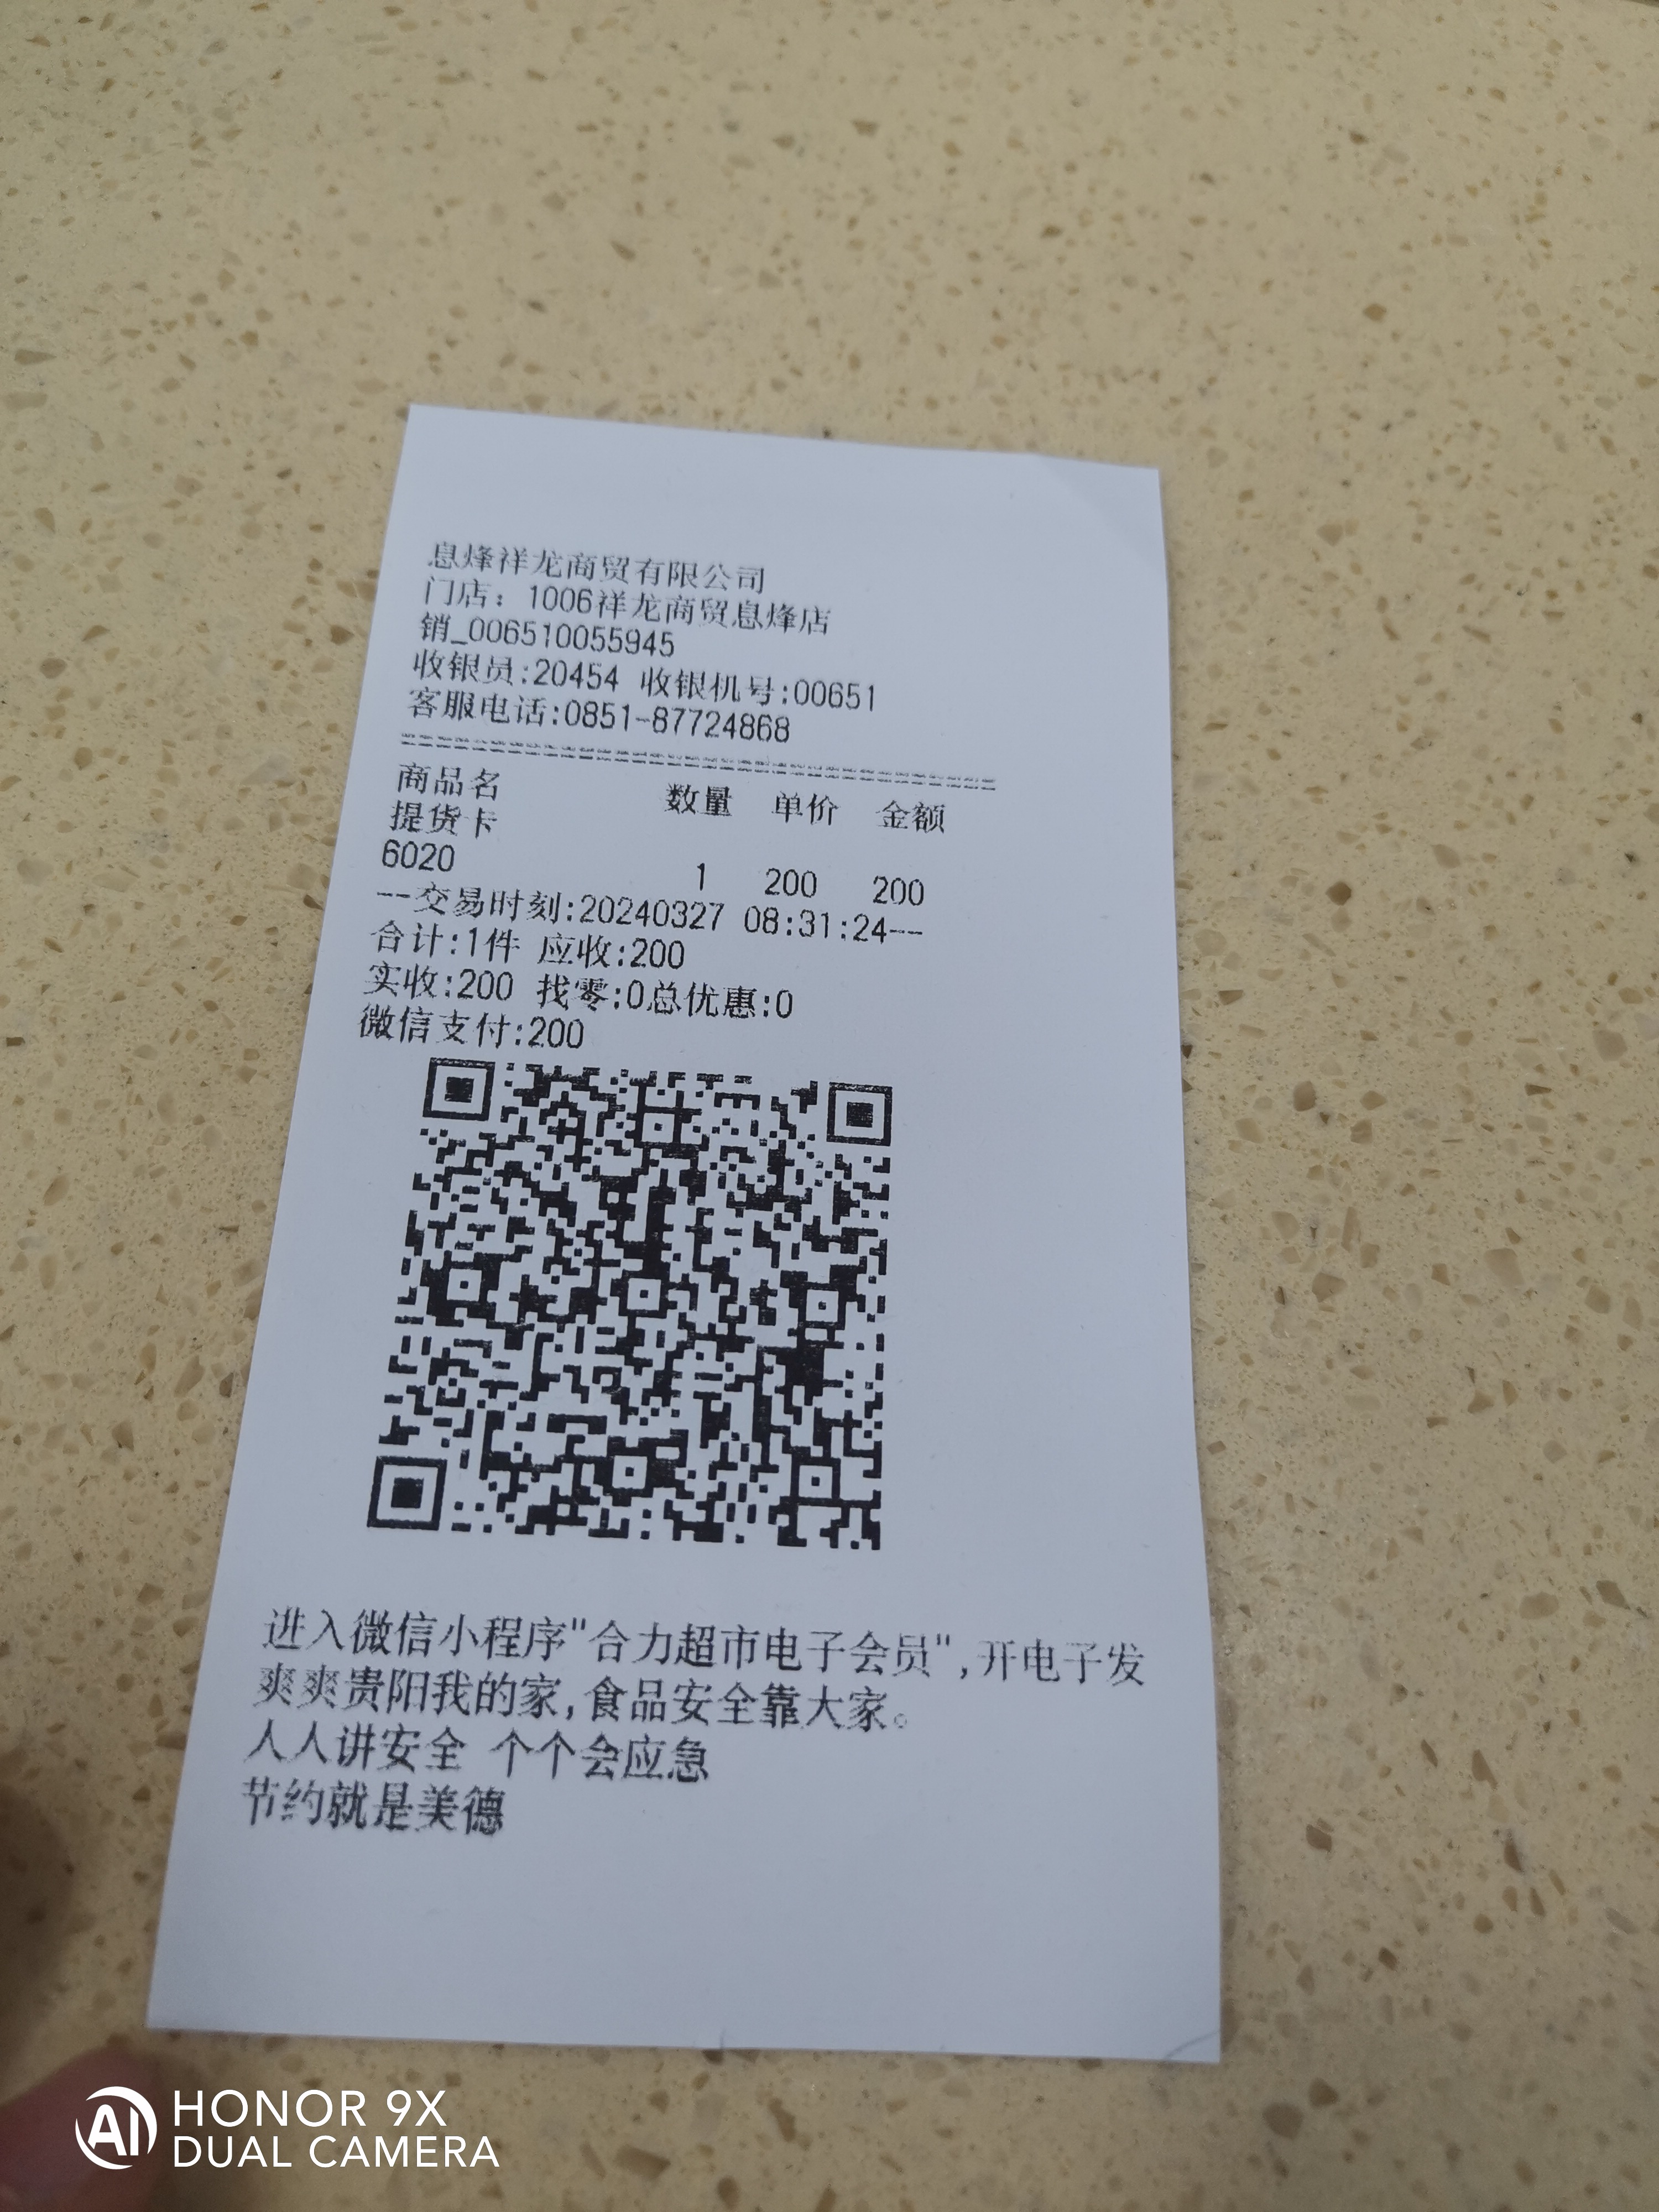 息烽祥龙商贸有限公司
门店：1006祥龙商贸息烽店
销_006510055945
收银员:20454 收银机号:00651
客服电话:0851-87724868
商品名 数量 单价 金额
提货卡
6020 1 200 200
--交易时刻:20240327 08:31:24--
合计:1件 应收:200
实收:200 找零:0总优惠:0
微信支付:200
进入微信小程序"合力超市电子会员",开电子发
爽爽贵阳我的家,食品安全靠大家。
人人讲安全 个个会应急
节约就是美德
AI HONOR 9X
DUAL CAMERA